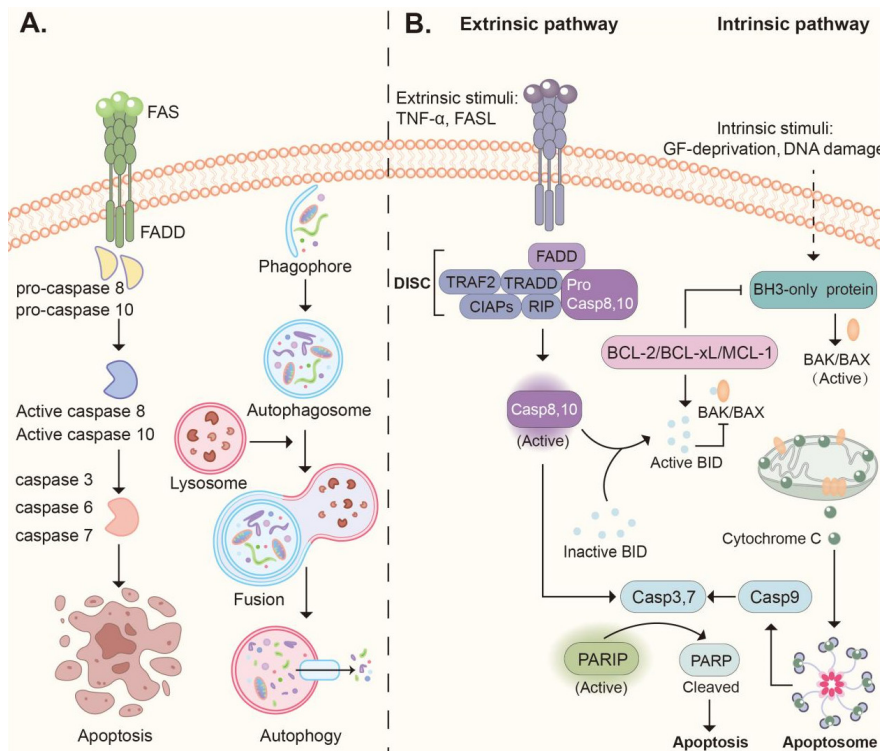 A.
FAS
FADD
pro-caspase 8
pro-caspase 10
Active caspase 8
Active caspase 10
caspase 3
caspase 6
caspase 7
Apoptosis
Phagophore
Autophagosome
Lysosome
Fusion
Autophogy
B.
Extrinsic pathway
Intrinsic pathway
Extrinsic stimuli:
TNF-α, FASL
Intrinsic stimuli:
GF-deprivation, DNA damage
DISC
FADD
TRAF2
TRADD
Pro
Casp8,10
CIAPs
RIP
BH3-only protein
BCL-2/BCL-xL/MCL-1
BAK/BAX
(Active)
Casp8,10
(Active)
BAK/BAX
Active BID
Inactive BID
Cytochrome C
Casp3,7
Casp9
PARIP
(Active)
PARP
Cleaved
Apoptosis
Apoptosome